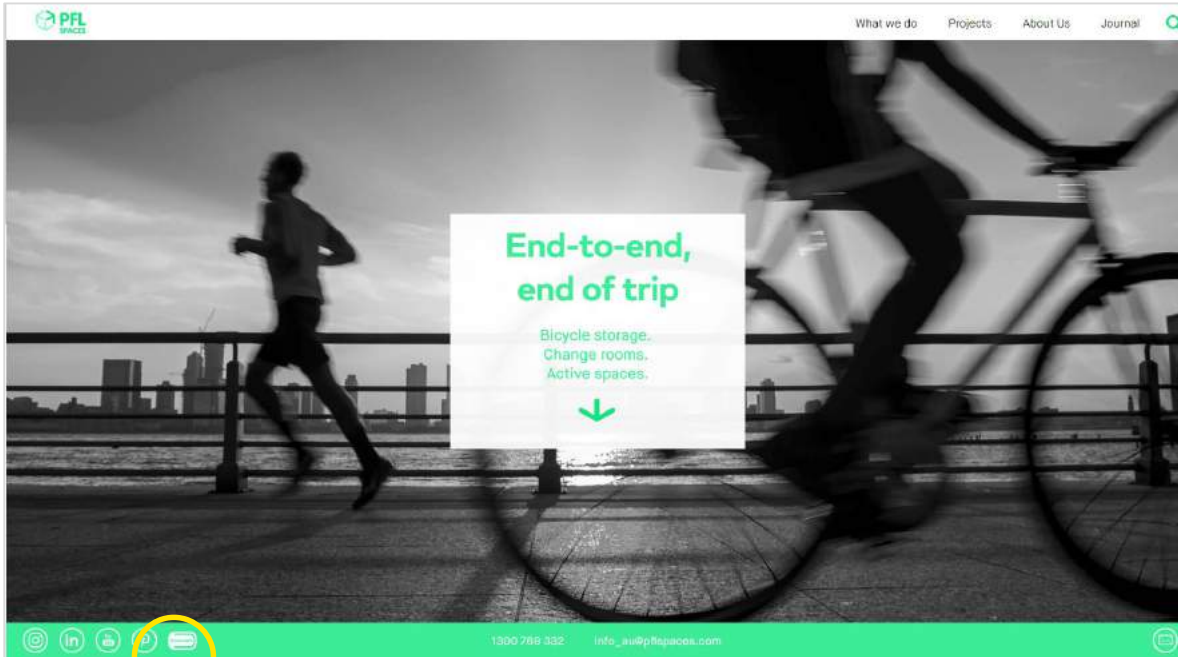 PFL
SPACES
What we do
Projects
About Us
Journal
End-to-end,
end of trip
Bicycle storage.
Change rooms.
Active spaces.
1300 768 332
info_au@pflspaces.com